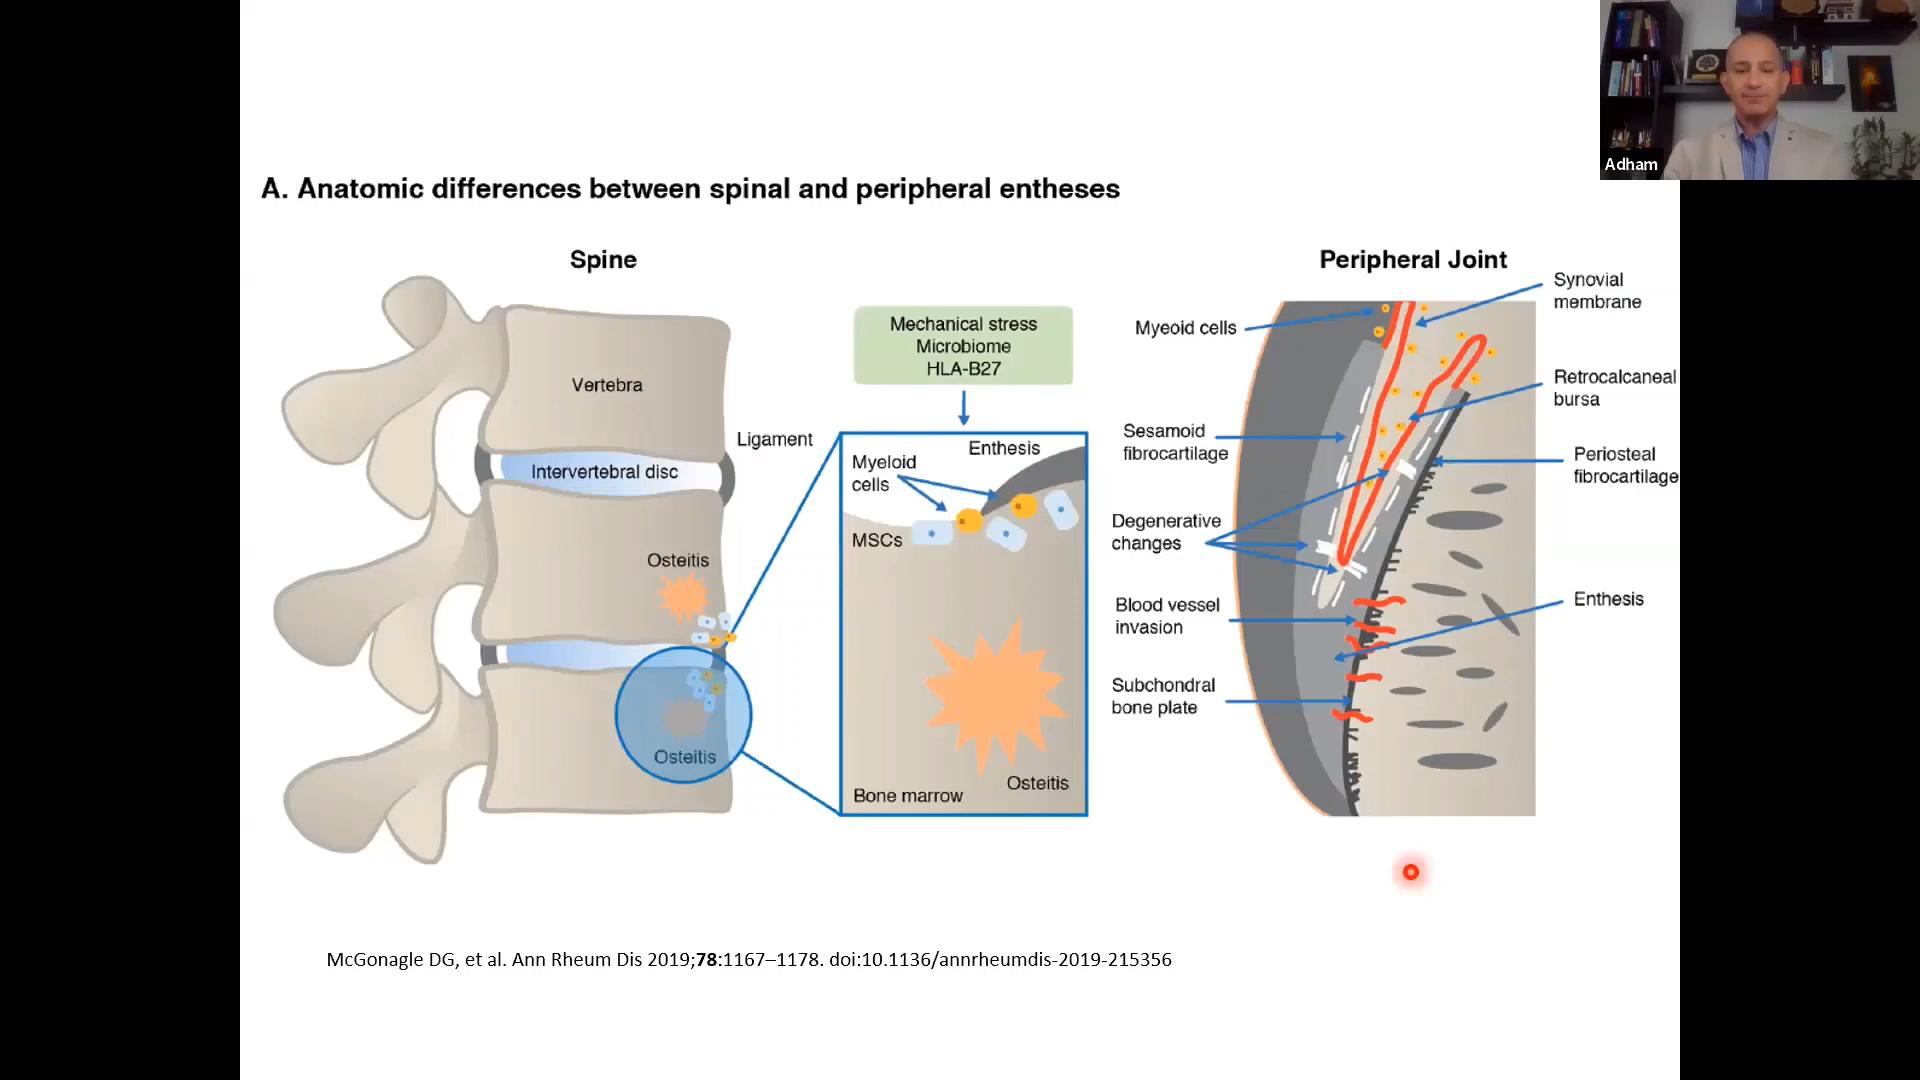 Adham
A. Anatomic differences between spinal and peripheral entheses
Spine
Vertebra
Intervertebral disc
Ligament
Osteitis
Osteitis
Mechanical stress
Microbiome
HLA-B27
Enthesis
Myeloid
cells
MSCs
Osteitis
Bone marrow
Peripheral Joint
Synovial
membrane
Myeoid cells
Retrocalcaneal
bursa
Sesamoid
fibrocartilage
Periosteal
fibrocartilage
Degenerative
changes
Blood vessel
invasion
Enthesis
Subchondral
bone plate
McGonagle DG, et al. Ann Rheum Dis 2019;78:1167–1178. doi:10.1136/annrheumdis-2019-215356